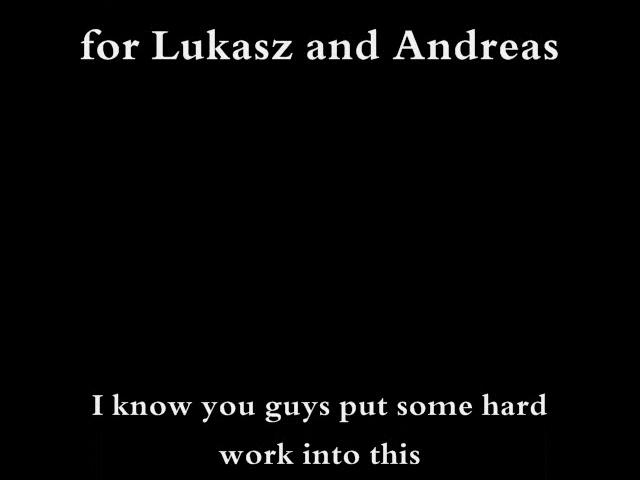 for Lukasz and Andreas
I know you guys put some hard
work into this